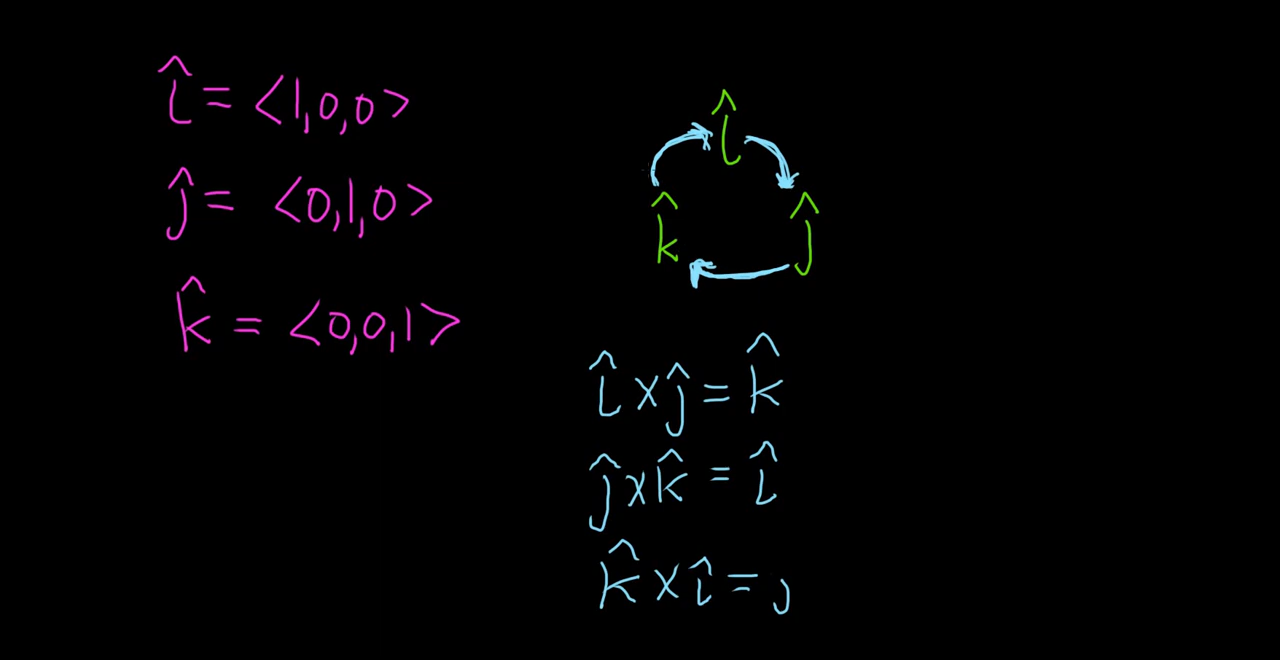 î = <1,0,0>
ĵ = <0,1,0>
k̂ = <0,0,1>
î
k̂ ĵ
î x ĵ = k̂
ĵ x k̂ = î
k̂ x î = ȷ